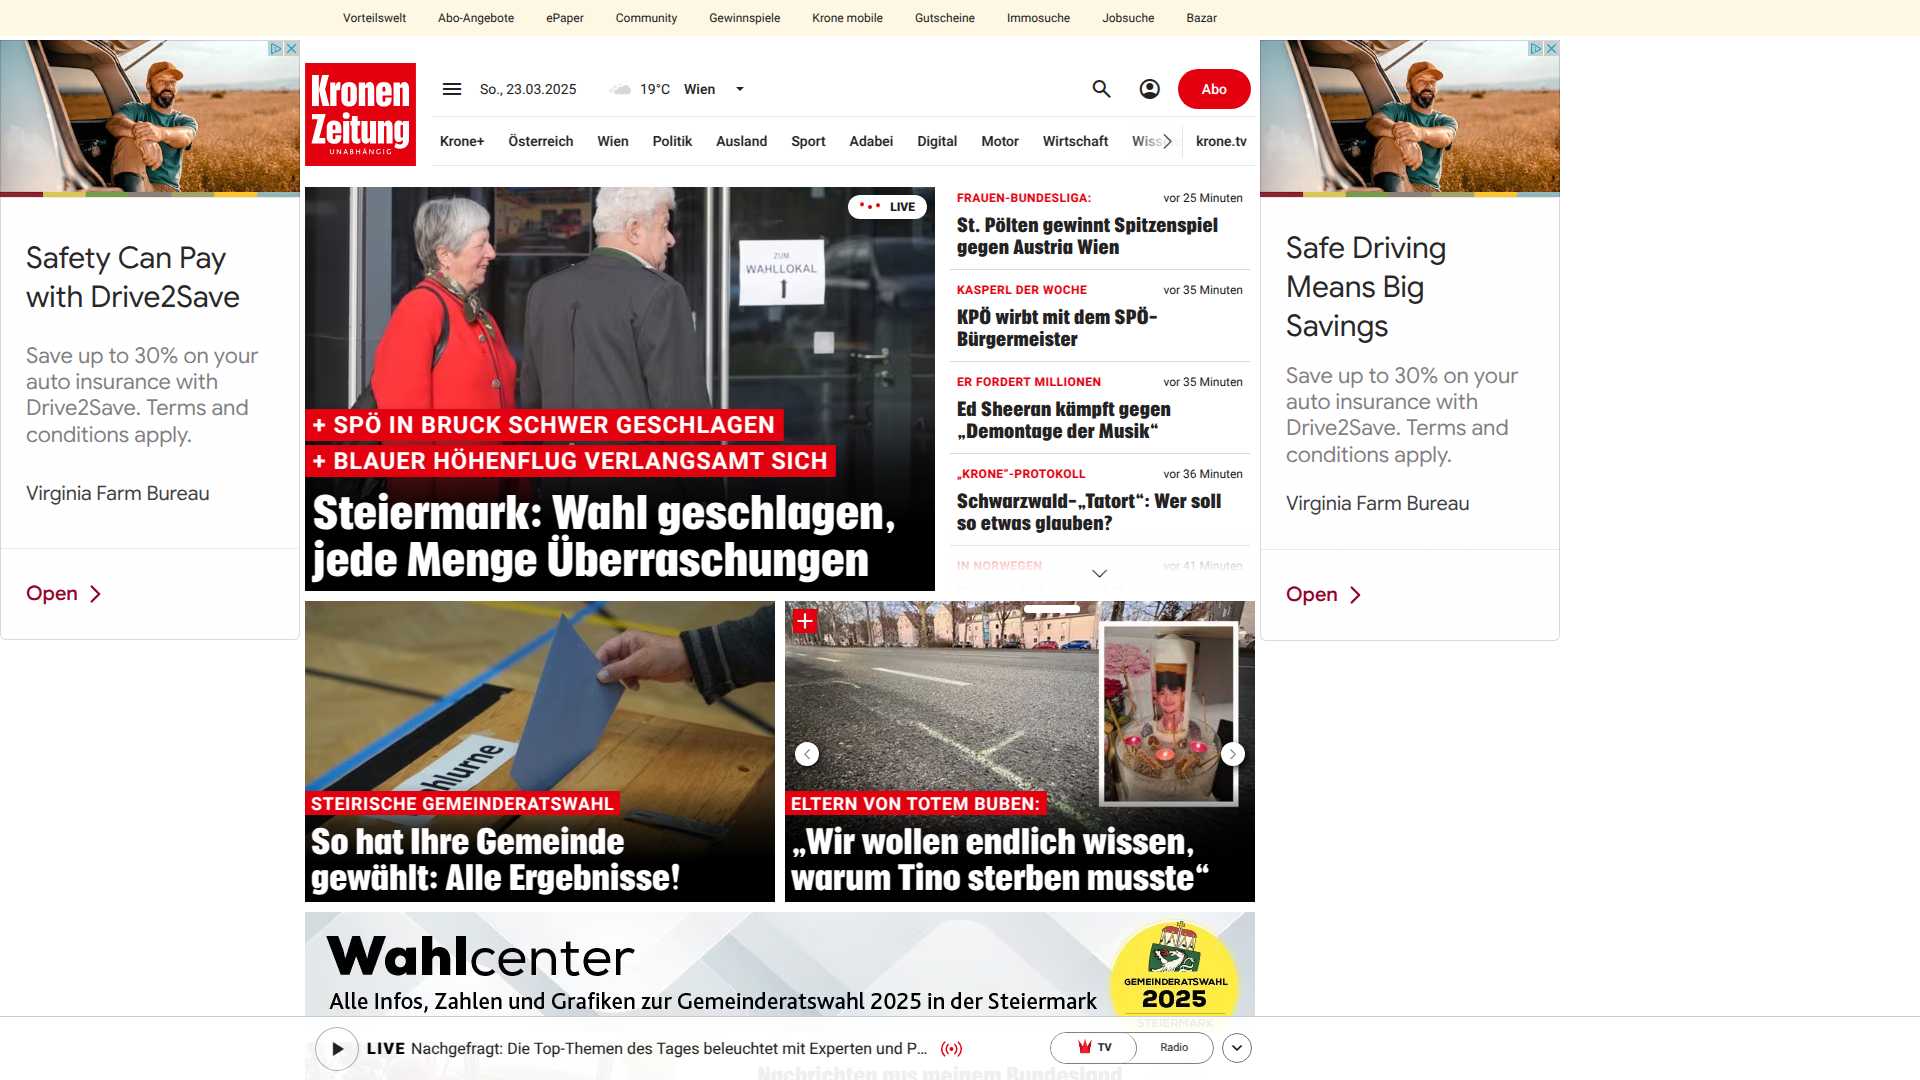 Vorteilswelt Abo-Angebote ePaper Community Gewinnspiele Krone mobile Gutscheine Immosuche Jobsuche Bazar
Kronen
Zeitung
UNABHÄNGIG
So., 23.03.2025 19°C Wien
Abo
Krone+ Österreich Wien Politik Ausland Sport Adabei Digital Motor Wirtschaft Wiss krone.tv
Safety Can Pay
with Drive2Save
Save up to 30% on your
auto insurance with
Drive2Save. Terms and
conditions apply.
Virginia Farm Bureau
Open
LIVE
ZUM
WAHLLOKAL
+ SPÖ IN BRUCK SCHWER GESCHLAGEN
+ BLAUER HÖHENFLUG VERLANGSAMT SICH
Steiermark: Wahl geschlagen,
jede Menge Überraschungen
FRAUEN-BUNDESLIGA: vor 25 Minuten
St. Pölten gewinnt Spitzenspiel
gegen Austria Wien
KASPERL DER WOCHE vor 35 Minuten
KPÖ wirbt mit dem SPÖ-
Bürgermeister
ER FORDERT MILLIONEN vor 35 Minuten
Ed Sheeran kämpft gegen
„Demontage der Musik“
„KRONE“-PROTOKOLL vor 36 Minuten
Schwarzwald-„Tatort“: Wer soll
so etwas glauben?
IN NORWEGEN vor 41 Minuten
Safe Driving
Means Big
Savings
Save up to 30% on your
auto insurance with
Drive2Save. Terms and
conditions apply.
Virginia Farm Bureau
Open
hlurne
STEIRISCHE GEMEINDERATSWAHL
So hat Ihre Gemeinde
gewählt: Alle Ergebnisse!
ELTERN VON TOTEM BUBEN:
„Wir wollen endlich wissen,
warum Tino sterben musste“
Wahlcenter
Alle Infos, Zahlen und Grafiken zur Gemeinderatswahl 2025 in der Steiermark
GEMEINDERATSWAHL
2025
STEIERMARK
LIVE Nachgefragt: Die Top-Themen des Tages beleuchtet mit Experten und P...
TV Radio
Nachrichten aus meinem Bundesland